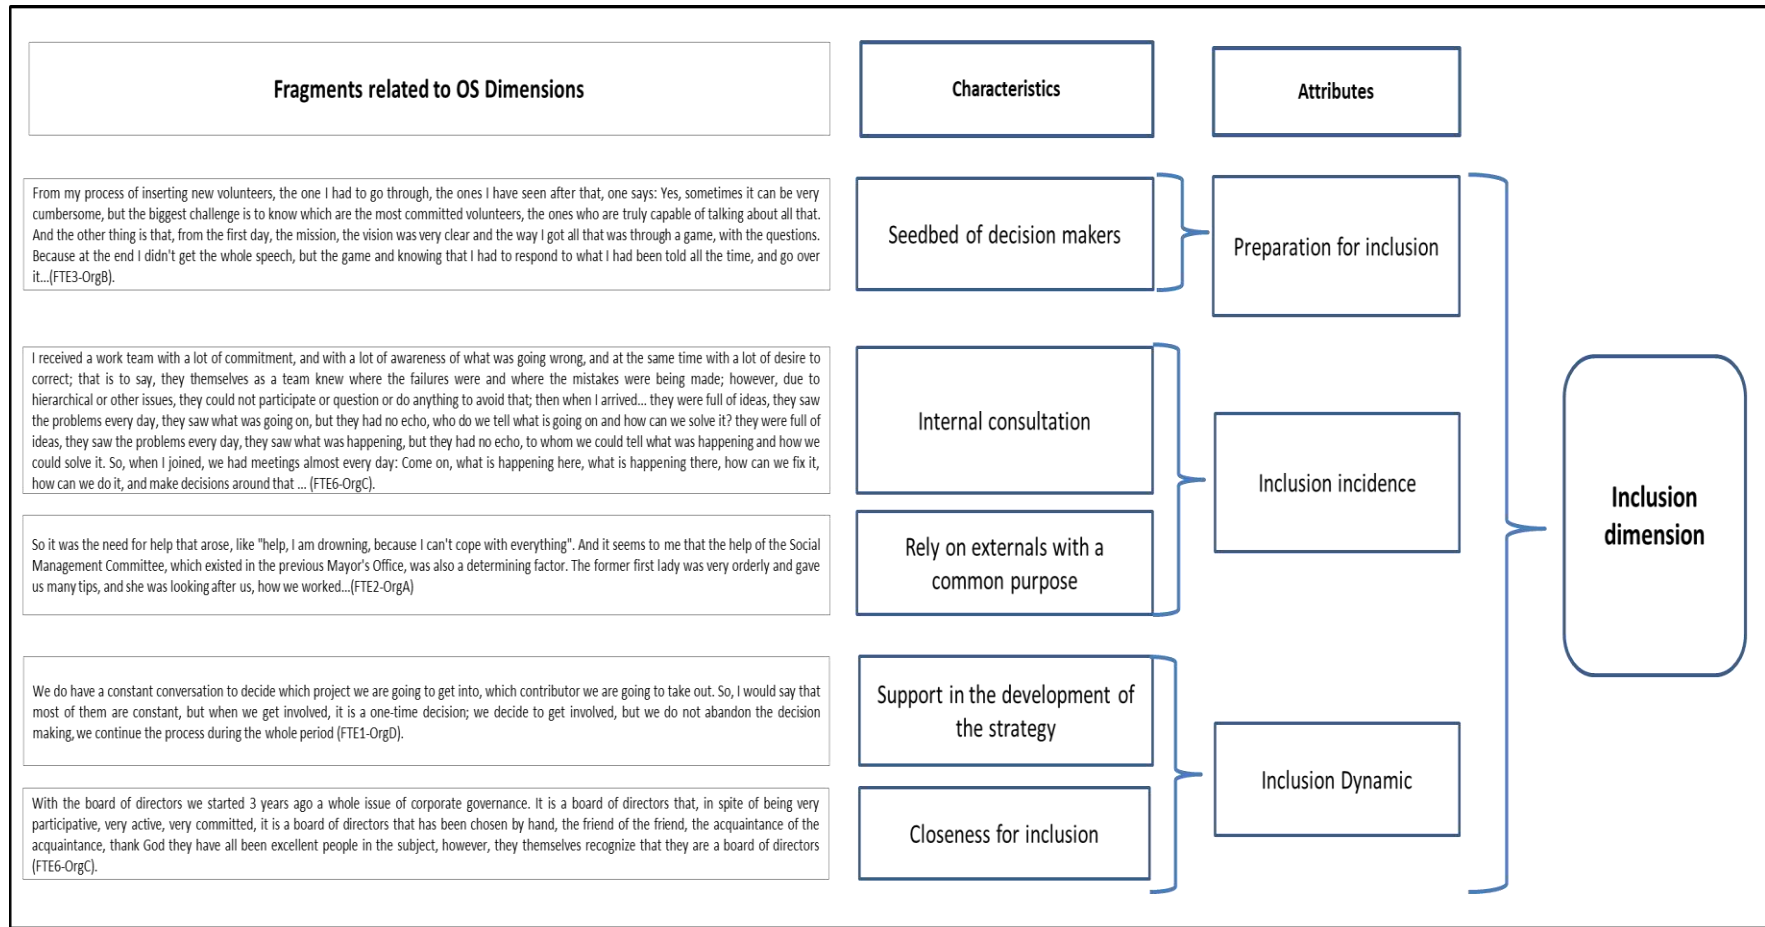 Fragments related to OS Dimensions
Characteristics
Attributes
From my process of inserting new volunteers, the one I had to go through, the ones I have seen after that, one says: Yes, sometimes it can be very
cumbersome, but the biggest challenge is to know which are the most committed volunteers, the ones who are truly capable of talking about all that.
And the other thing is that, from the first day, the mission, the vision was very clear and the way I got all that was through a game, with the questions.
Because at the end I didn't get the whole speech, but the game and knowing that I had to respond to what I had been told all the time, and go over
it...(FTE3-OrgB).
Seedbed of decision makers
Preparation for inclusion
I received a work team with a lot of commitment, and with a lot of awareness of what was going wrong, and at the same time with a lot of desire to
correct; that is to say, they themselves as a team knew where the failures were and where the mistakes were being made; however, due to
hierarchical or other issues, they could not participate or question or do anything to avoid that; then when I arrived... they were full of ideas, they saw
the problems every day, they saw what was going on, but they had no echo, who do we tell what is going on and how can we solve it? they were full of
ideas, they saw the problems every day, they saw what was happening, but they had no echo, to whom we could tell what was happening and how we
could solve it. So, when I joined, we had meetings almost every day: Come on, what is happening here, what is happening there, how can we fix it,
how can we do it, and make decisions around that ... (FTE6-OrgC).
Internal consultation
Inclusion incidence
So it was the need for help that arose, like "help, I am drowning, because I can't cope with everything". And it seems to me that the help of the Social
Management Committee, which existed in the previous Mayor's Office, was also a determining factor. The former first lady was very orderly and gave
us many tips, and she was looking after us, how we worked...(FTE2-OrgA)
Rely on externals with a
common purpose
Inclusion
dimension
We do have a constant conversation to decide which project we are going to get into, which contributor we are going to take out. So, I would say that
most of them are constant, but when we get involved, it is a one-time decision; we decide to get involved, but we do not abandon the decision
making, we continue the process during the whole period (FTE1-OrgD).
Support in the development of
the strategy
Inclusion Dynamic
With the board of directors we started 3 years ago a whole issue of corporate governance. It is a board of directors that, in spite of being very
participative, very active, very committed, it is a board of directors that has been chosen by hand, the friend of the friend, the acquaintance of the
acquaintance, thank God they have all been excellent people in the subject, however, they themselves recognize that they are a board of directors
(FTE6-OrgC).
Closeness for inclusion